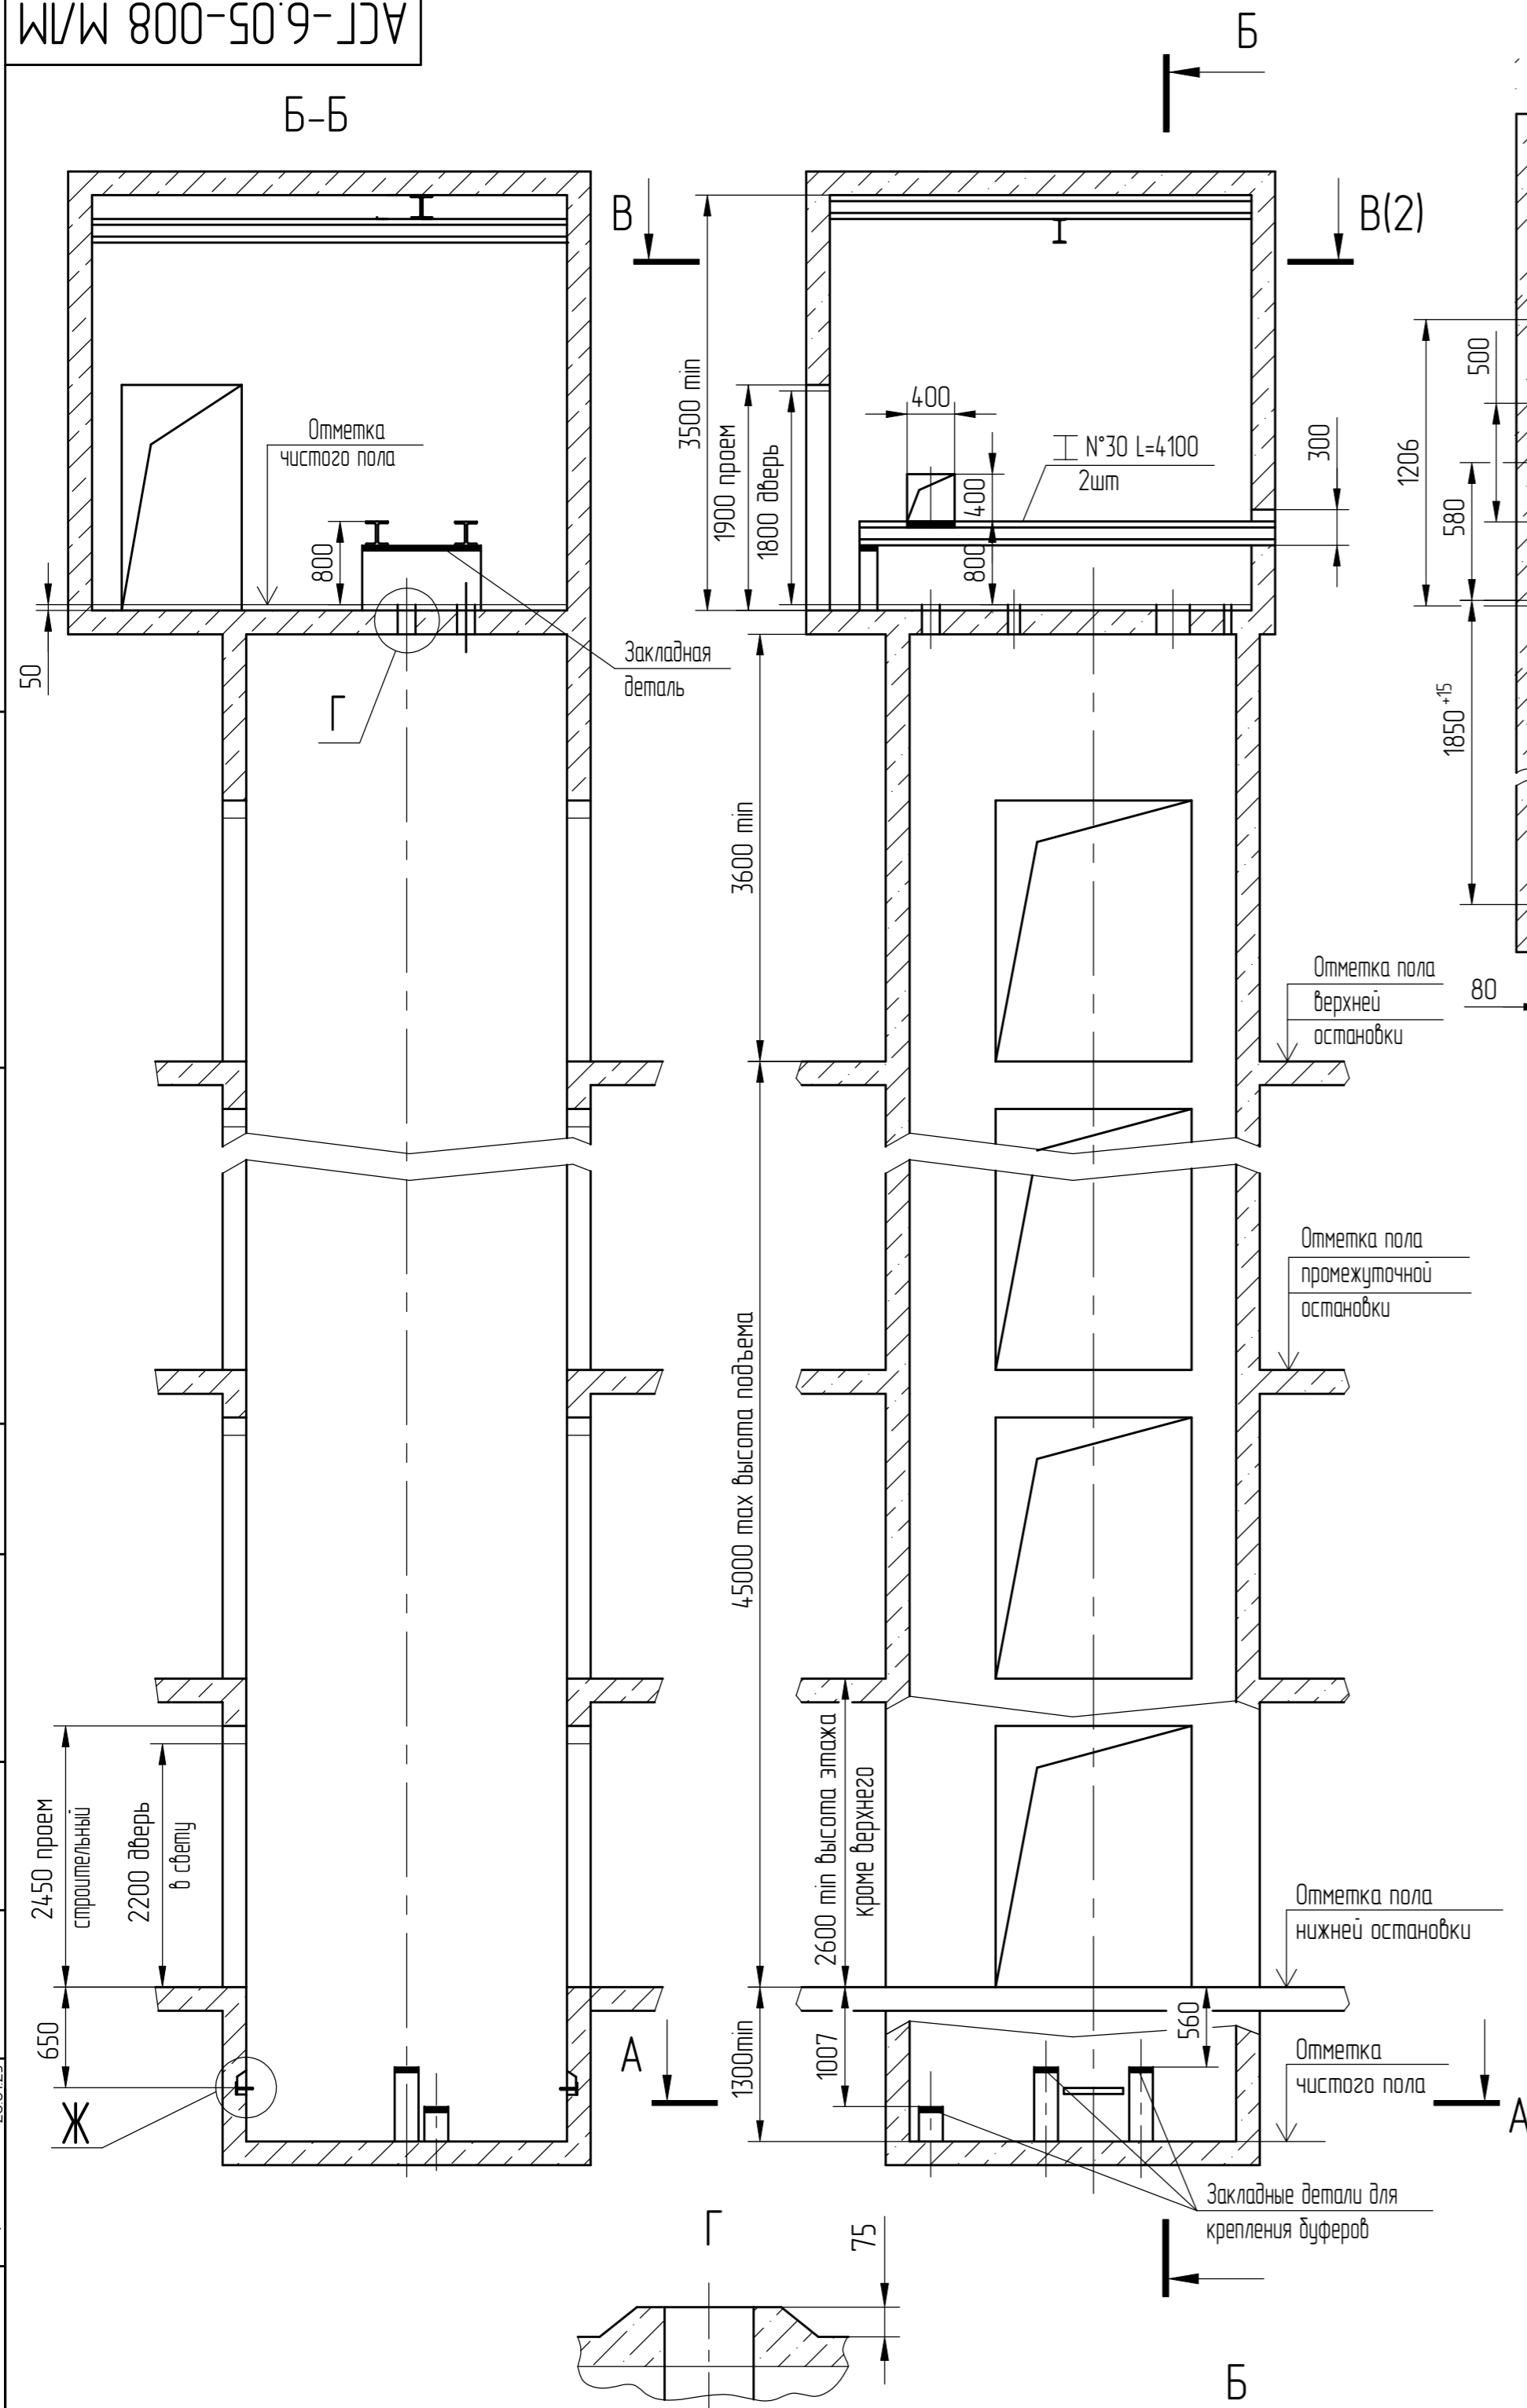 АСГ-6.05-008 МЛМ
Б
Б-Б
В
В(2)
3500 min
1900 проем
1800 дверь
400
400
800
N°30 L=4100
2шт
300
1206
500
580
1850 +15
80
Отметка
чистого пола
800
50
Закладная
деталь
Г
3600 min
Отметка пола
верхней
остановки
Отметка пола
промежуточной
остановки
45000 max высота подъема
2600 min высота этажа
кроме верхнего
2450 проем
строительный
2200 дверь
в свету
650
Ж
Отметка пола
нижней остановки
А
1300min
1007
560
Отметка
чистого пола
А
Закладные детали для
крепления буферов
Г
75
Б